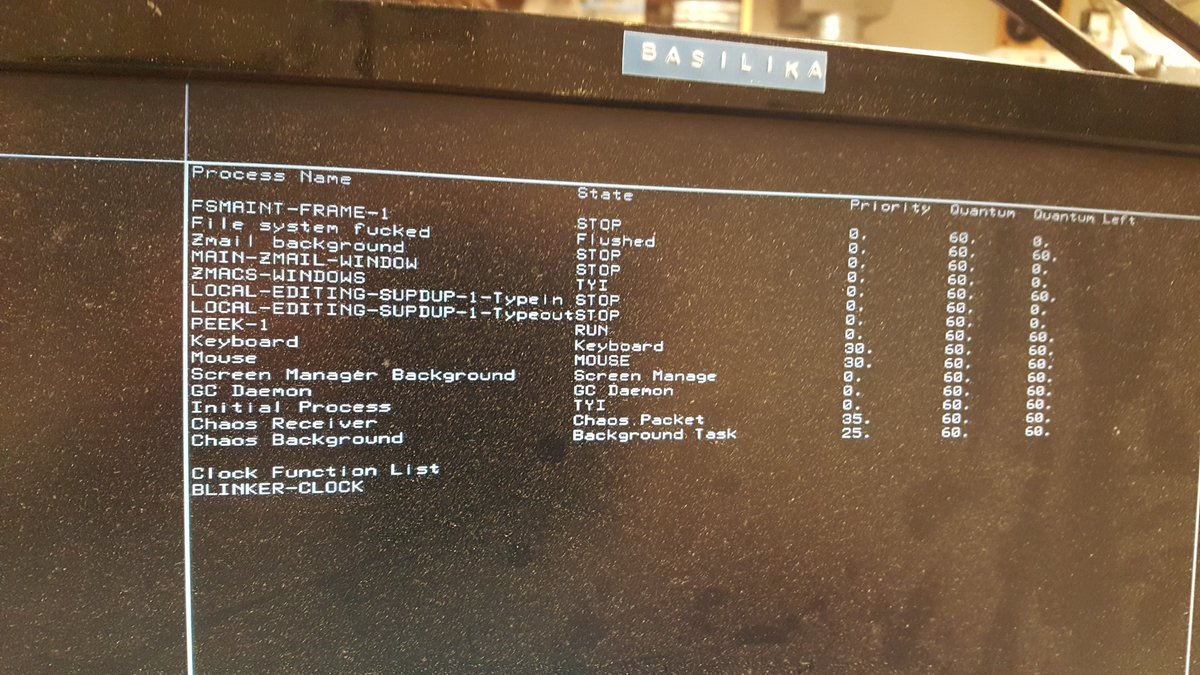 BASILIKA
Process Name State Priority Quantum Quantum Left
FSMAINT-FRAME-1 STOP 0. 60. 0.
File system fucked Flushed 0. 60. 60.
Zmail background STOP 0. 60. 0.
MAIN-ZMAIL-WINDOW STOP 0. 60. 0.
ZMACS-WINDOWS TYI 0. 60. 60.
LOCAL-EDITING-SUPDUP-1-Typein STOP 0. 60. 0.
LOCAL-EDITING-SUPDUP-1-Typeout STOP 0. 60. 0.
PEEK-1 RUN 0. 60. 60.
Keyboard Keyboard 30. 60. 60.
Mouse MOUSE 30. 60. 60.
Screen Manager Background Screen Manage 0. 60. 60.
GC Daemon GC Daemon 0. 60. 60.
Initial Process TYI 0. 60. 60.
Chaos Receiver Chaos Packet 35. 60. 60.
Chaos Background Background Task 25. 60. 60.
Clock Function List
BLINKER-CLOCK